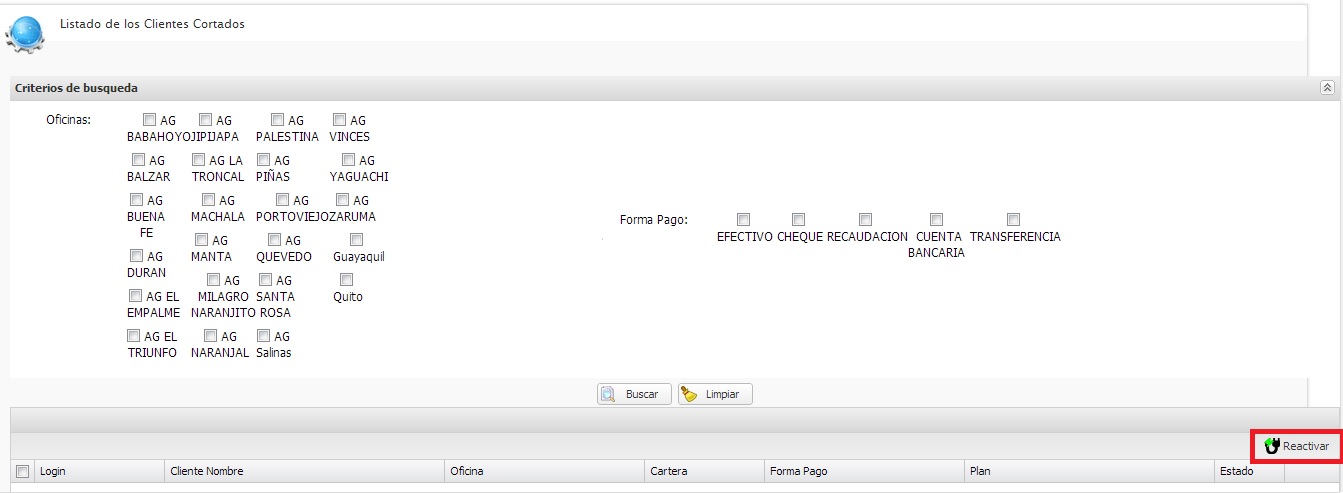 Listado de los Clientes Cortados
Criterios de busqueda
Oficinas:
AG BABAHOYO
AG JIPIJAPA
AG PALESTINA
AG VINCES
AG BALZAR
AG LA TRONCAL
AG PIÑAS
AG YAGUACHI
AG BUENA FE
AG MACHALA
AG PORTOVIEJO
AG ZARUMA
AG DURAN
AG MANTA
AG QUEVEDO
Guayaquil
AG EL EMPALME
AG MILAGRO NARANJITO
AG SANTA ROSA
Quito
AG EL TRIUNFO
AG NARANJAL
AG Salinas
Forma Pago:
EFECTIVO
CHEQUE
RECAUDACION
CUENTA BANCARIA
TRANSFERENCIA
Buscar
Limpiar
Reactivar
Login
Cliente Nombre
Oficina
Cartera
Forma Pago
Plan
Estado